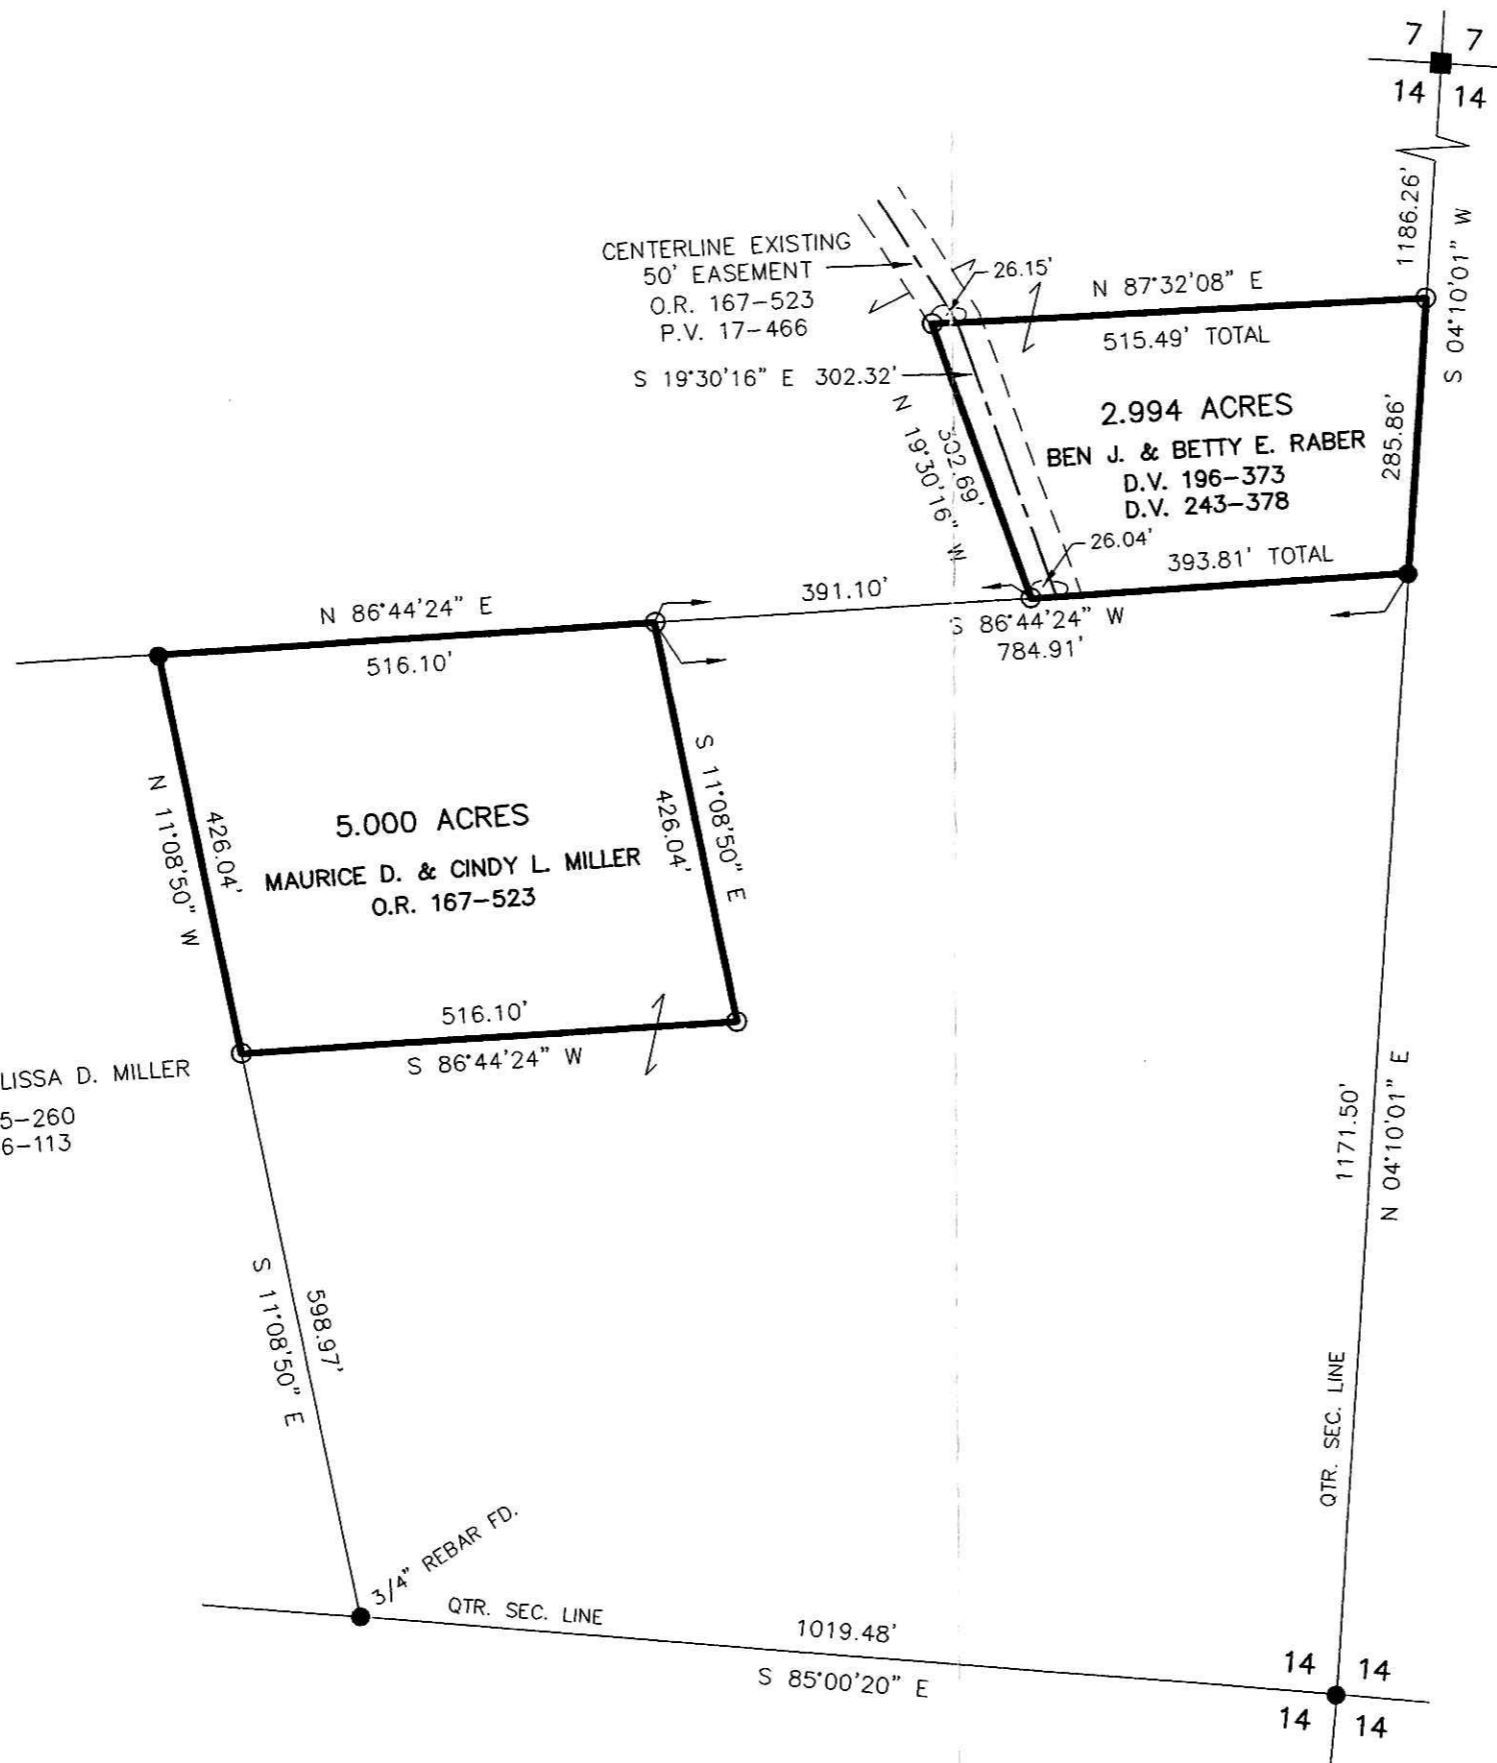 7 7
14 14
1186.26'
S 04°10'01" W
CENTERLINE EXISTING
50' EASEMENT
O.R. 167-523
P.V. 17-466
26.15'
N 87°32'08" E
515.49' TOTAL
S 19°30'16" E 302.32'
N 19°30'16" W
302.69'
2.994 ACRES
BEN J. & BETTY E. RABER
D.V. 196-373
D.V. 243-378
285.86'
26.04'
393.81' TOTAL
391.10'
S 86°44'24" W
784.91'
N 86°44'24" E
516.10'
N 11°08'50" W
426.04'
5.000 ACRES
MAURICE D. & CINDY L. MILLER
O.R. 167-523
426.04'
S 11°08'50" E
516.10'
S 86°44'24" W
LISSA D. MILLER
5-260
6-113
1171.50'
N 04°10'01" E
S 11°08'50" E
598.97'
QTR. SEC. LINE
3/4" REBAR FD.
QTR. SEC. LINE
1019.48'
S 85°00'20" E
14 14
14 14